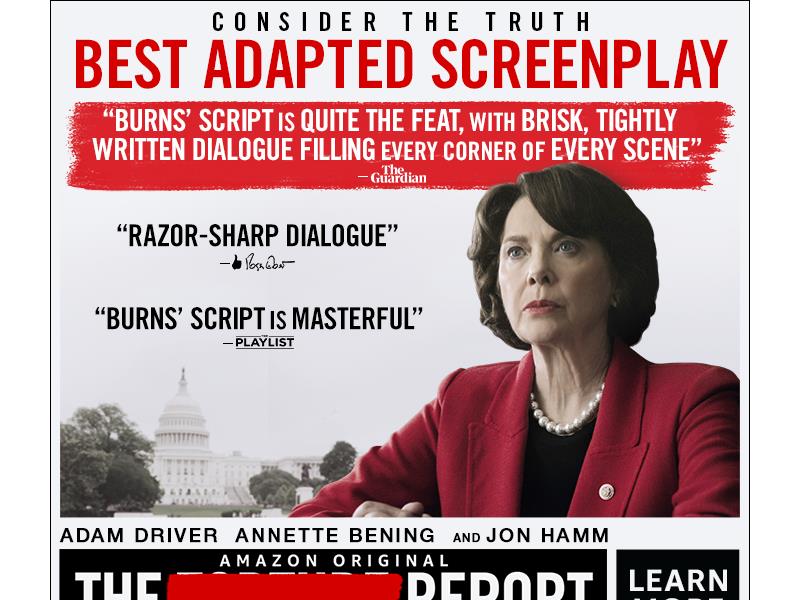 CONSIDER THE TRUTH
BEST ADAPTED SCREENPLAY
“BURNS’ SCRIPT IS QUITE THE FEAT, WITH BRISK, TIGHTLY
WRITTEN DIALOGUE FILLING EVERY CORNER OF EVERY SCENE”
—The Guardian
“RAZOR-SHARP DIALOGUE”
“BURNS’ SCRIPT IS MASTERFUL”
—THE PLAYLIST
ADAM DRIVER ANNETTE BENING AND JON HAMM
AMAZON ORIGINAL
THE REPORT
LEARN
MORE